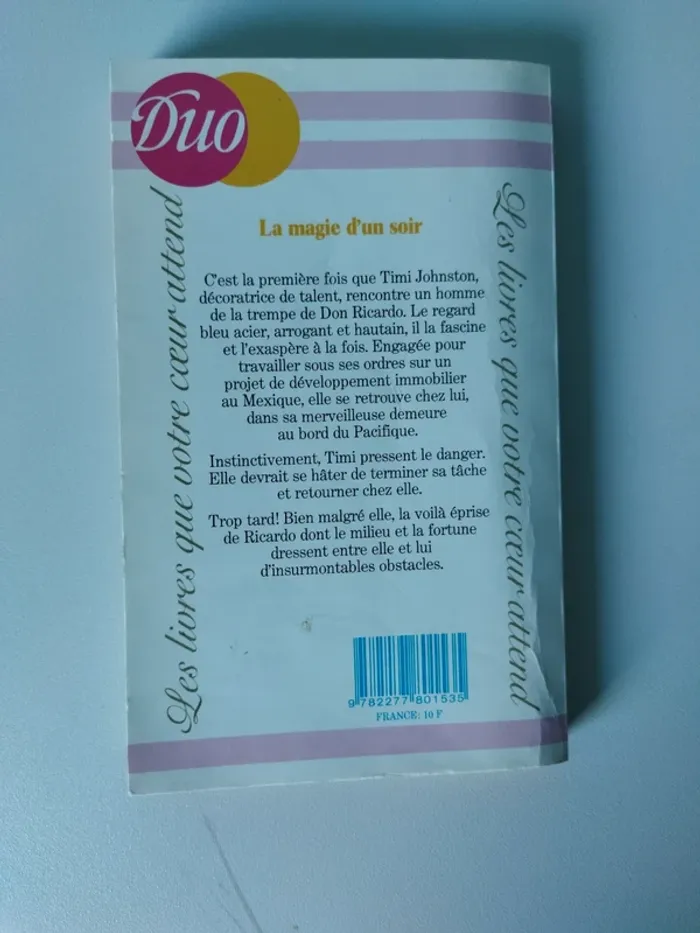 Duo
La magie d'un soir
C'est la première fois que Timi Johnston,
décoratrice de talent, rencontre un homme
de la trempe de Don Ricardo. Le regard
bleu acier, arrogant et hautain, il la fascine
et l'exaspère à la fois. Engagée pour
travailler sous ses ordres sur un
projet de développement immobilier
au Mexique, elle se retrouve chez lui,
dans sa merveilleuse demeure
au bord du Pacifique.
Instinctivement, Timi pressent le danger.
Elle devrait se hâter de terminer sa tâche
et retourner chez elle.
Trop tard! Bien malgré elle, la voilà éprise
de Ricardo dont le milieu et la fortune
dressent entre elle et lui
d'insurmontables obstacles.
Les livres que votre cœur attend
Les livres que votre cœur attend
9 782277 801535
FRANCE: 10 F